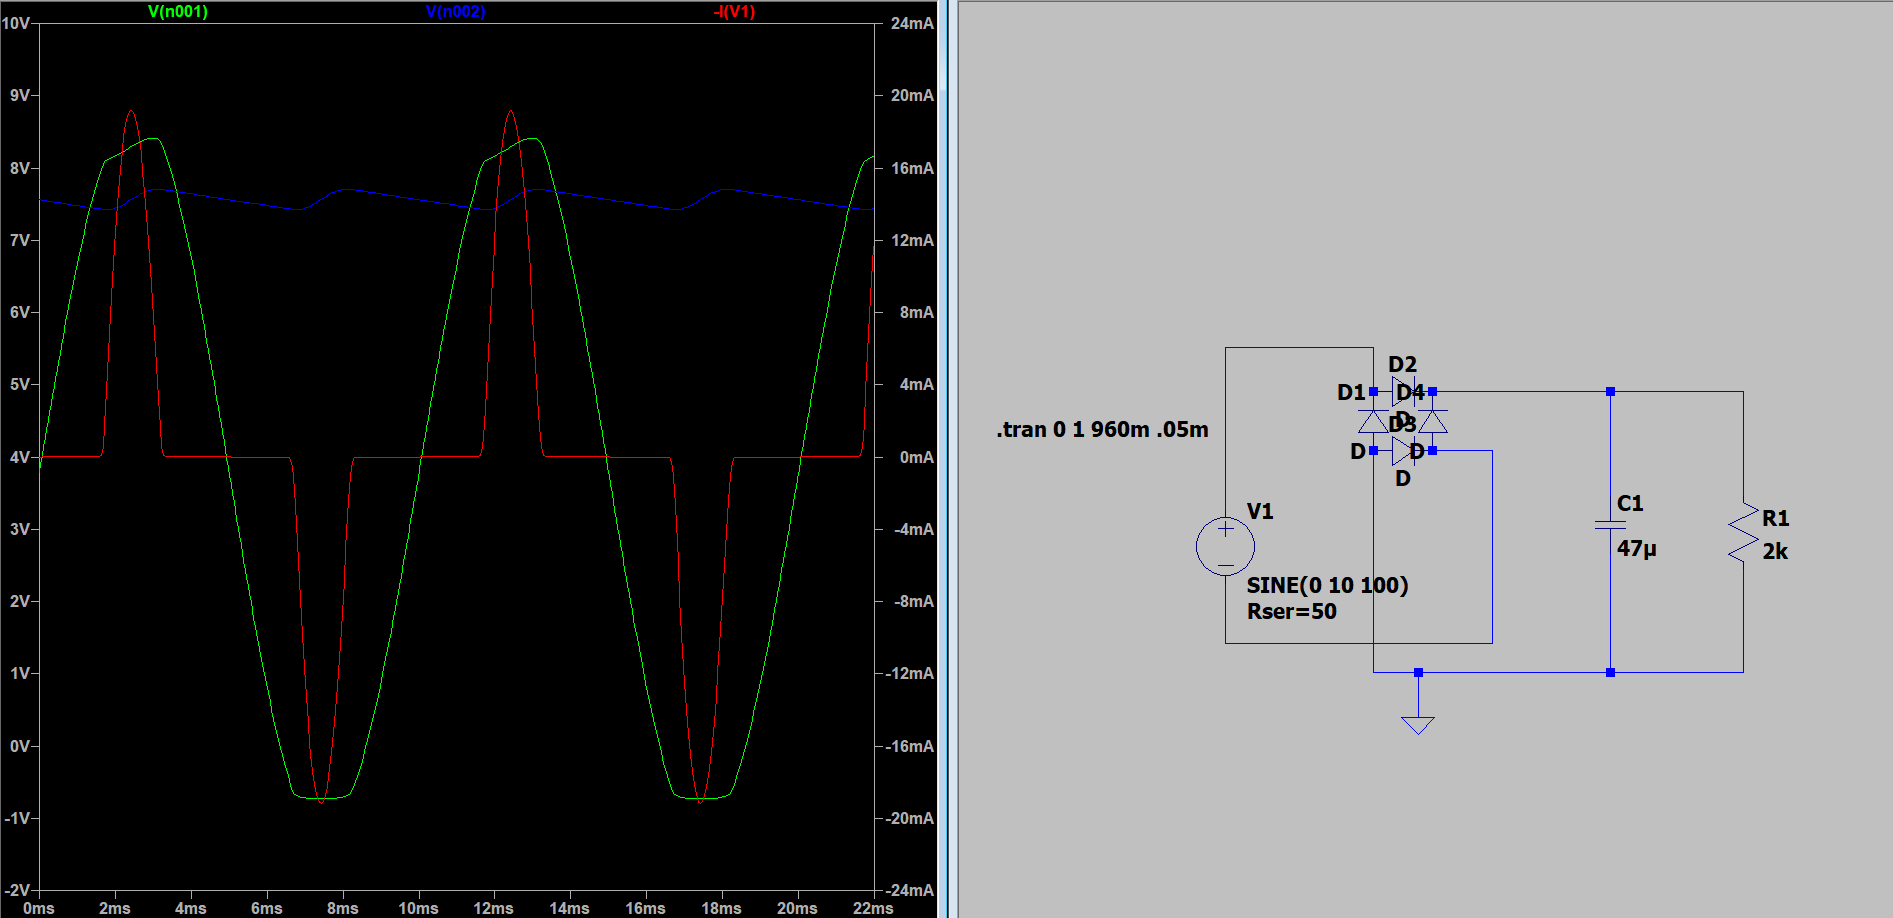 V(n001) V(n002) -I(V1)
10V 24mA
9V 20mA
8V 16mA
7V 12mA
6V 8mA
5V 4mA
4V 0mA
3V -4mA
2V -8mA
1V -12mA
0V -16mA
-1V -20mA
-2V -24mA
0ms 2ms 4ms 6ms 8ms 10ms 12ms 14ms 16ms 18ms 20ms 22ms
D2
D1 D4
D
D3
.tran 0 1 960m .05m
D D
D
V1
C1
R1
47µ
2k
SINE(0 10 100)
Rser=50